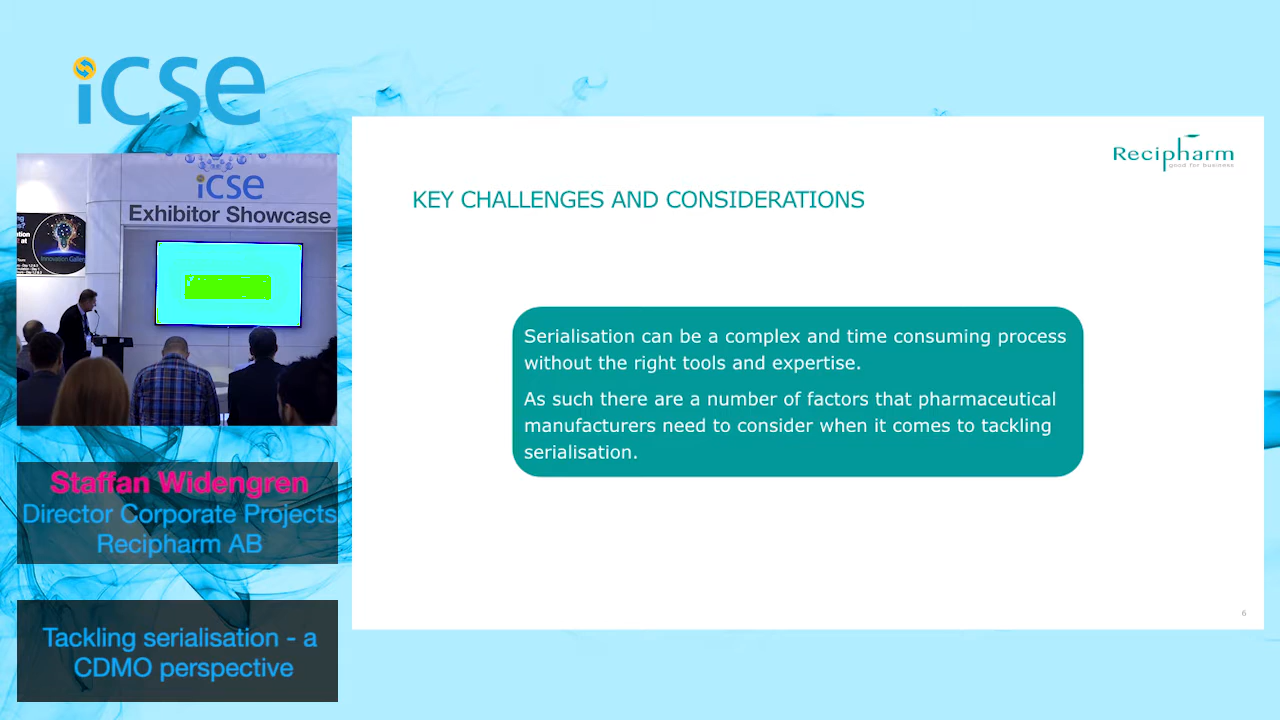 icse
icse
Exhibitor Showcase
Innovation Gallery
Staffan Widengren
Director Corporate Projects
Recipharm AB
Tackling serialisation - a
CDMO perspective
Recipharm
good for business
KEY CHALLENGES AND CONSIDERATIONS
Serialisation can be a complex and time consuming process
without the right tools and expertise.
As such there are a number of factors that pharmaceutical
manufacturers need to consider when it comes to tackling
serialisation.
6